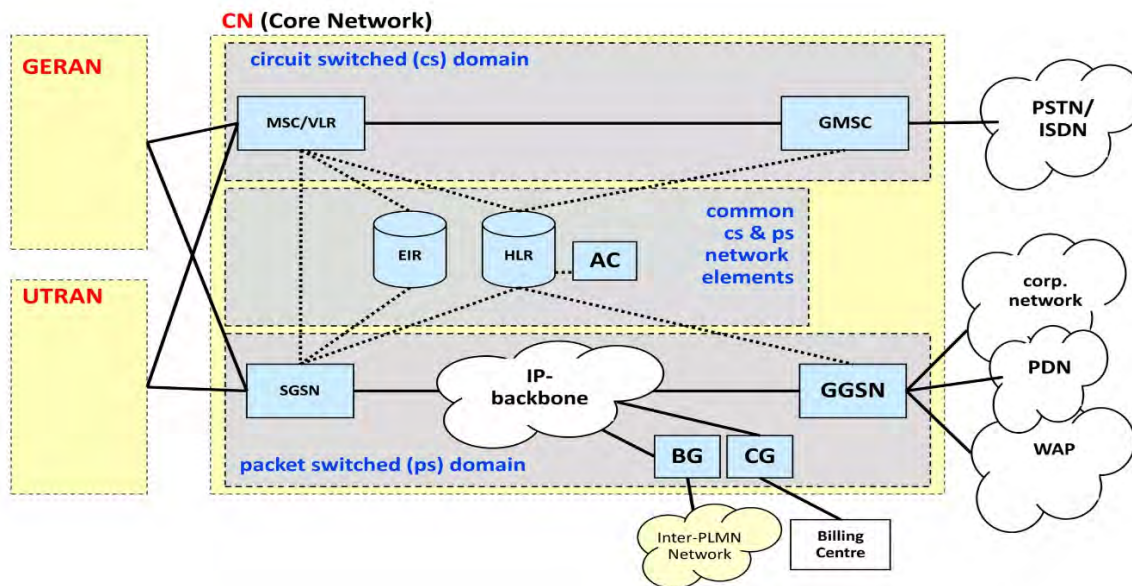 CN (Core Network)
GERAN
circuit switched (cs) domain
MSC/VLR
GMSC
PSTN/
ISDN
EIR
HLR
AC
common
cs & ps
network
elements
UTRAN
corp.
network
SGSN
IP-
backbone
GGSN
PDN
WAP
packet switched (ps) domain
BG
CG
Inter-PLMN
Network
Billing
Centre